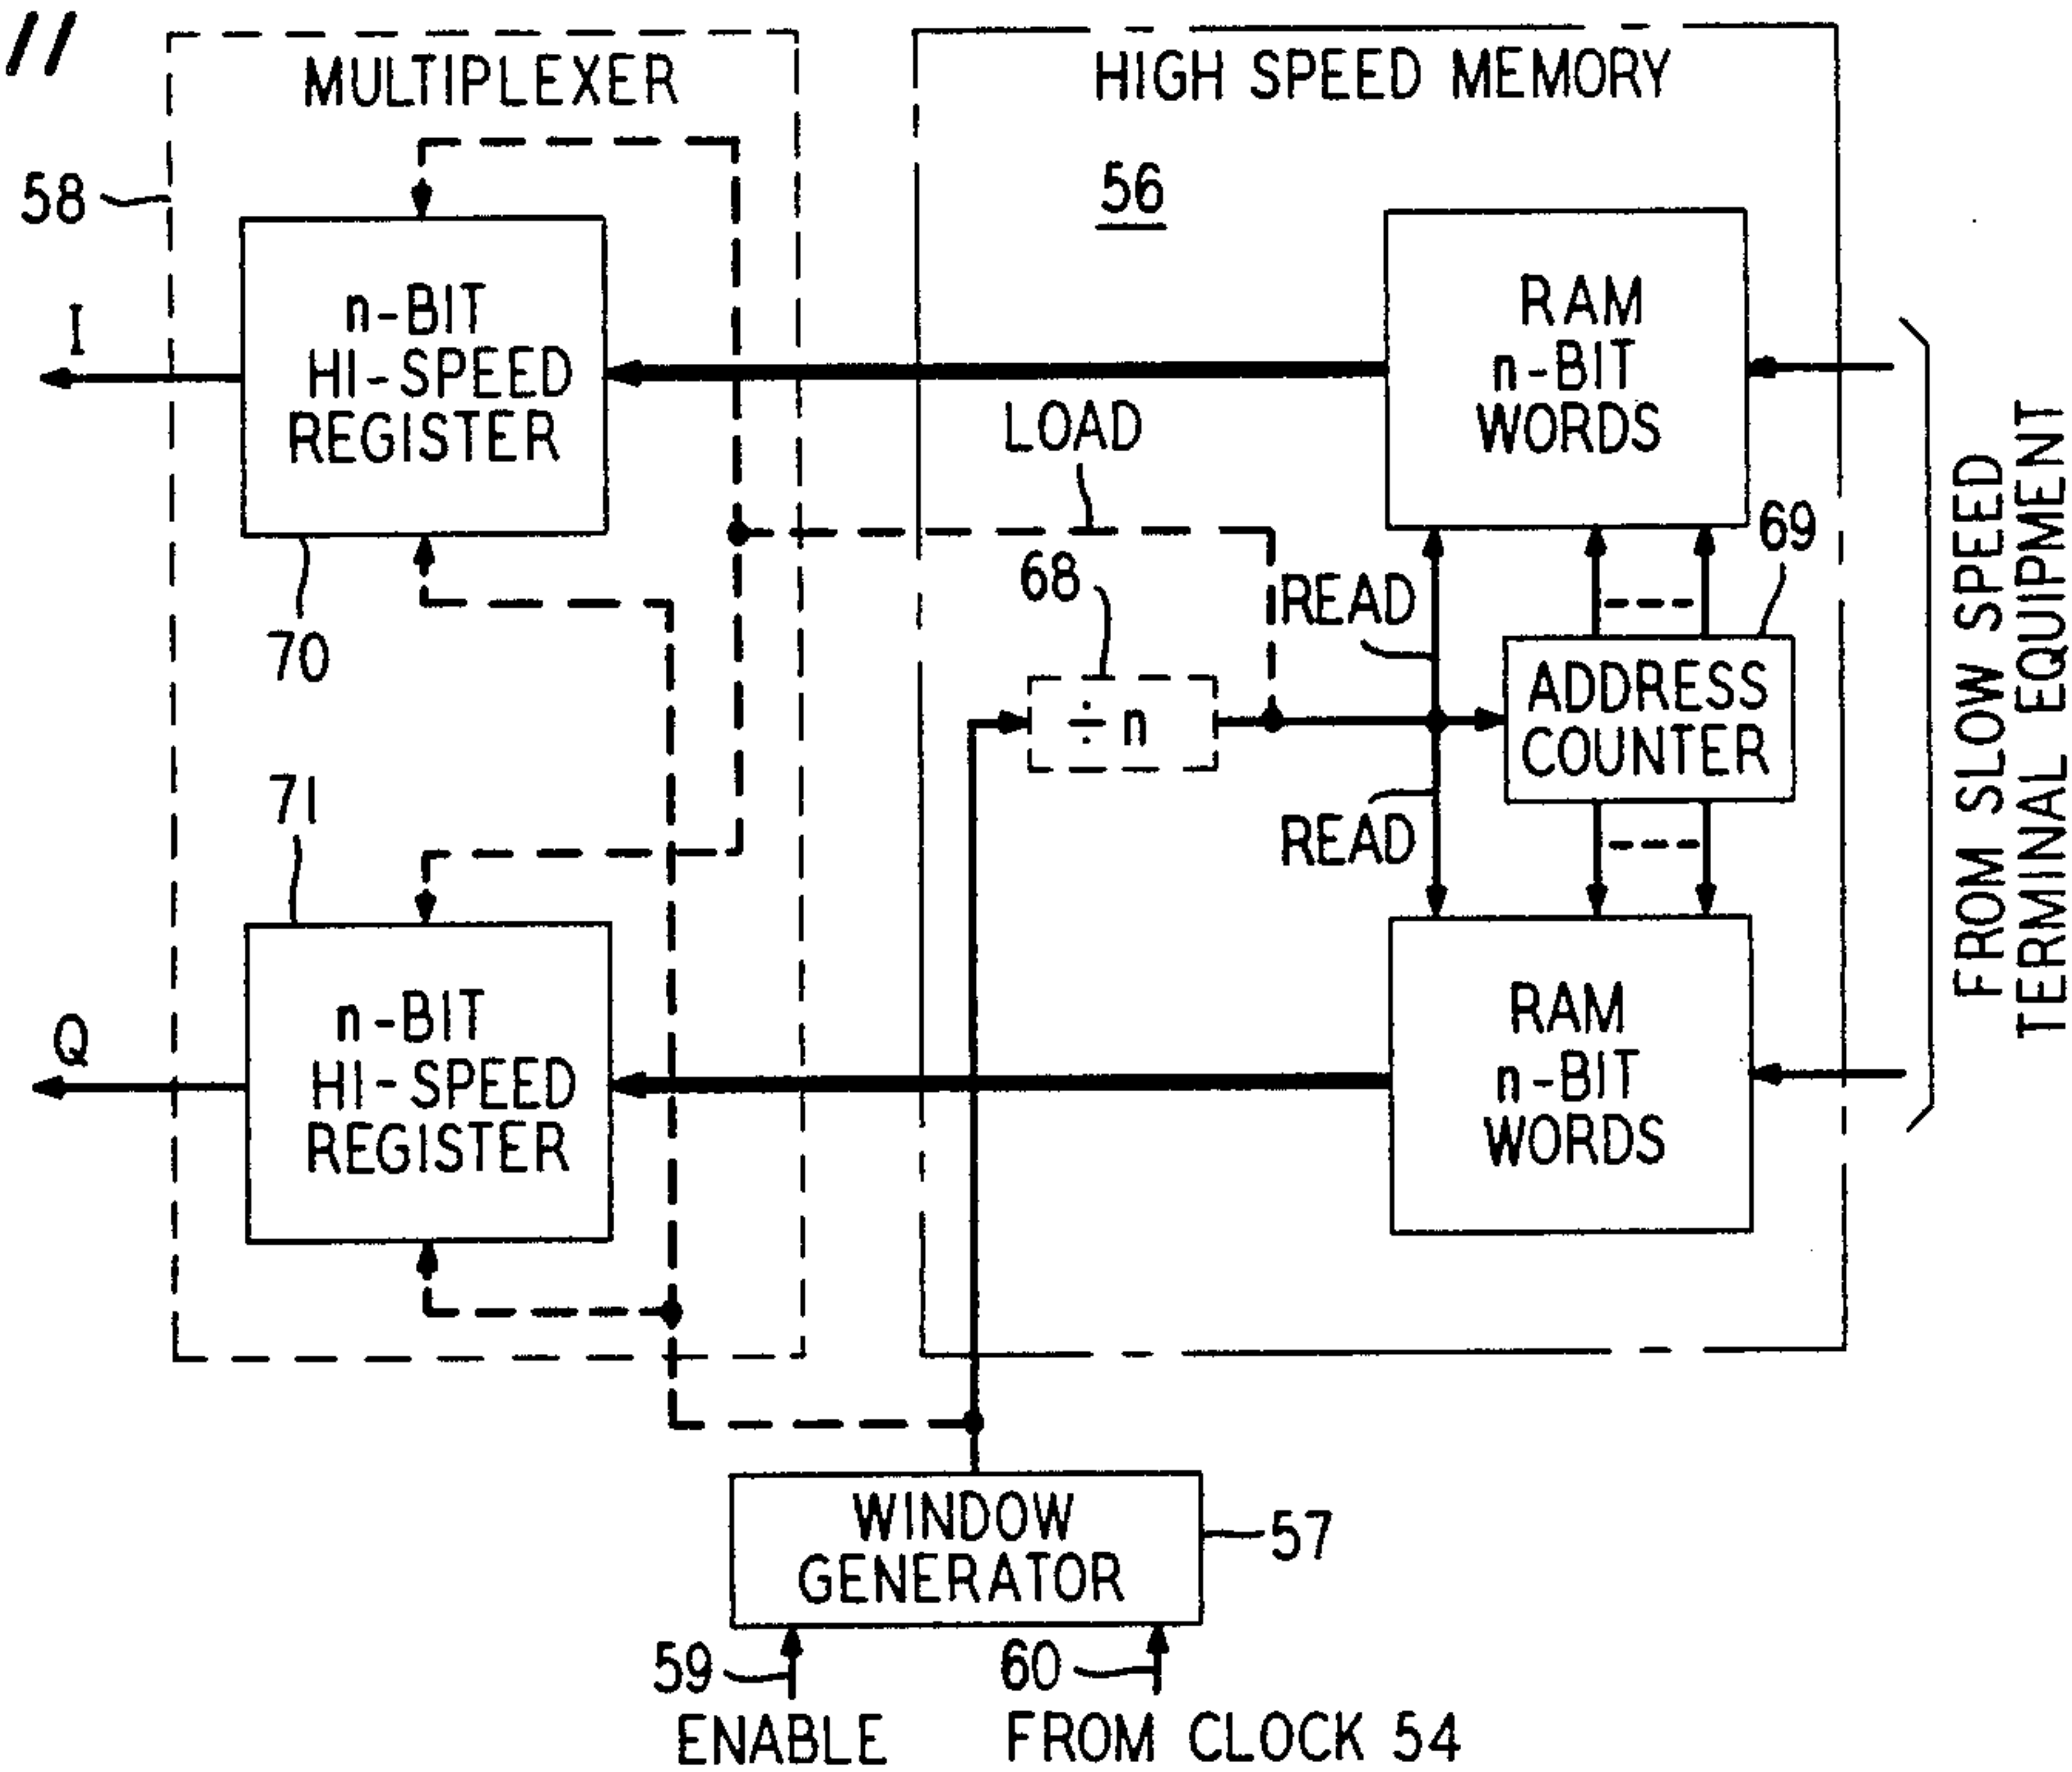 11
MULTIPLEXER
HIGH SPEED MEMORY
58
56
I
n-BIT
HI-SPEED
REGISTER
RAM
n-BIT
WORDS
LOAD
68
READ
69
70
÷ n
ADDRESS
COUNTER
71
READ
FROM SLOW SPEED
TERMINAL EQUIPMENT
Q
n-BIT
HI-SPEED
REGISTER
RAM
n-BIT
WORDS
WINDOW
GENERATOR
57
59
60
ENABLE
FROM CLOCK 54